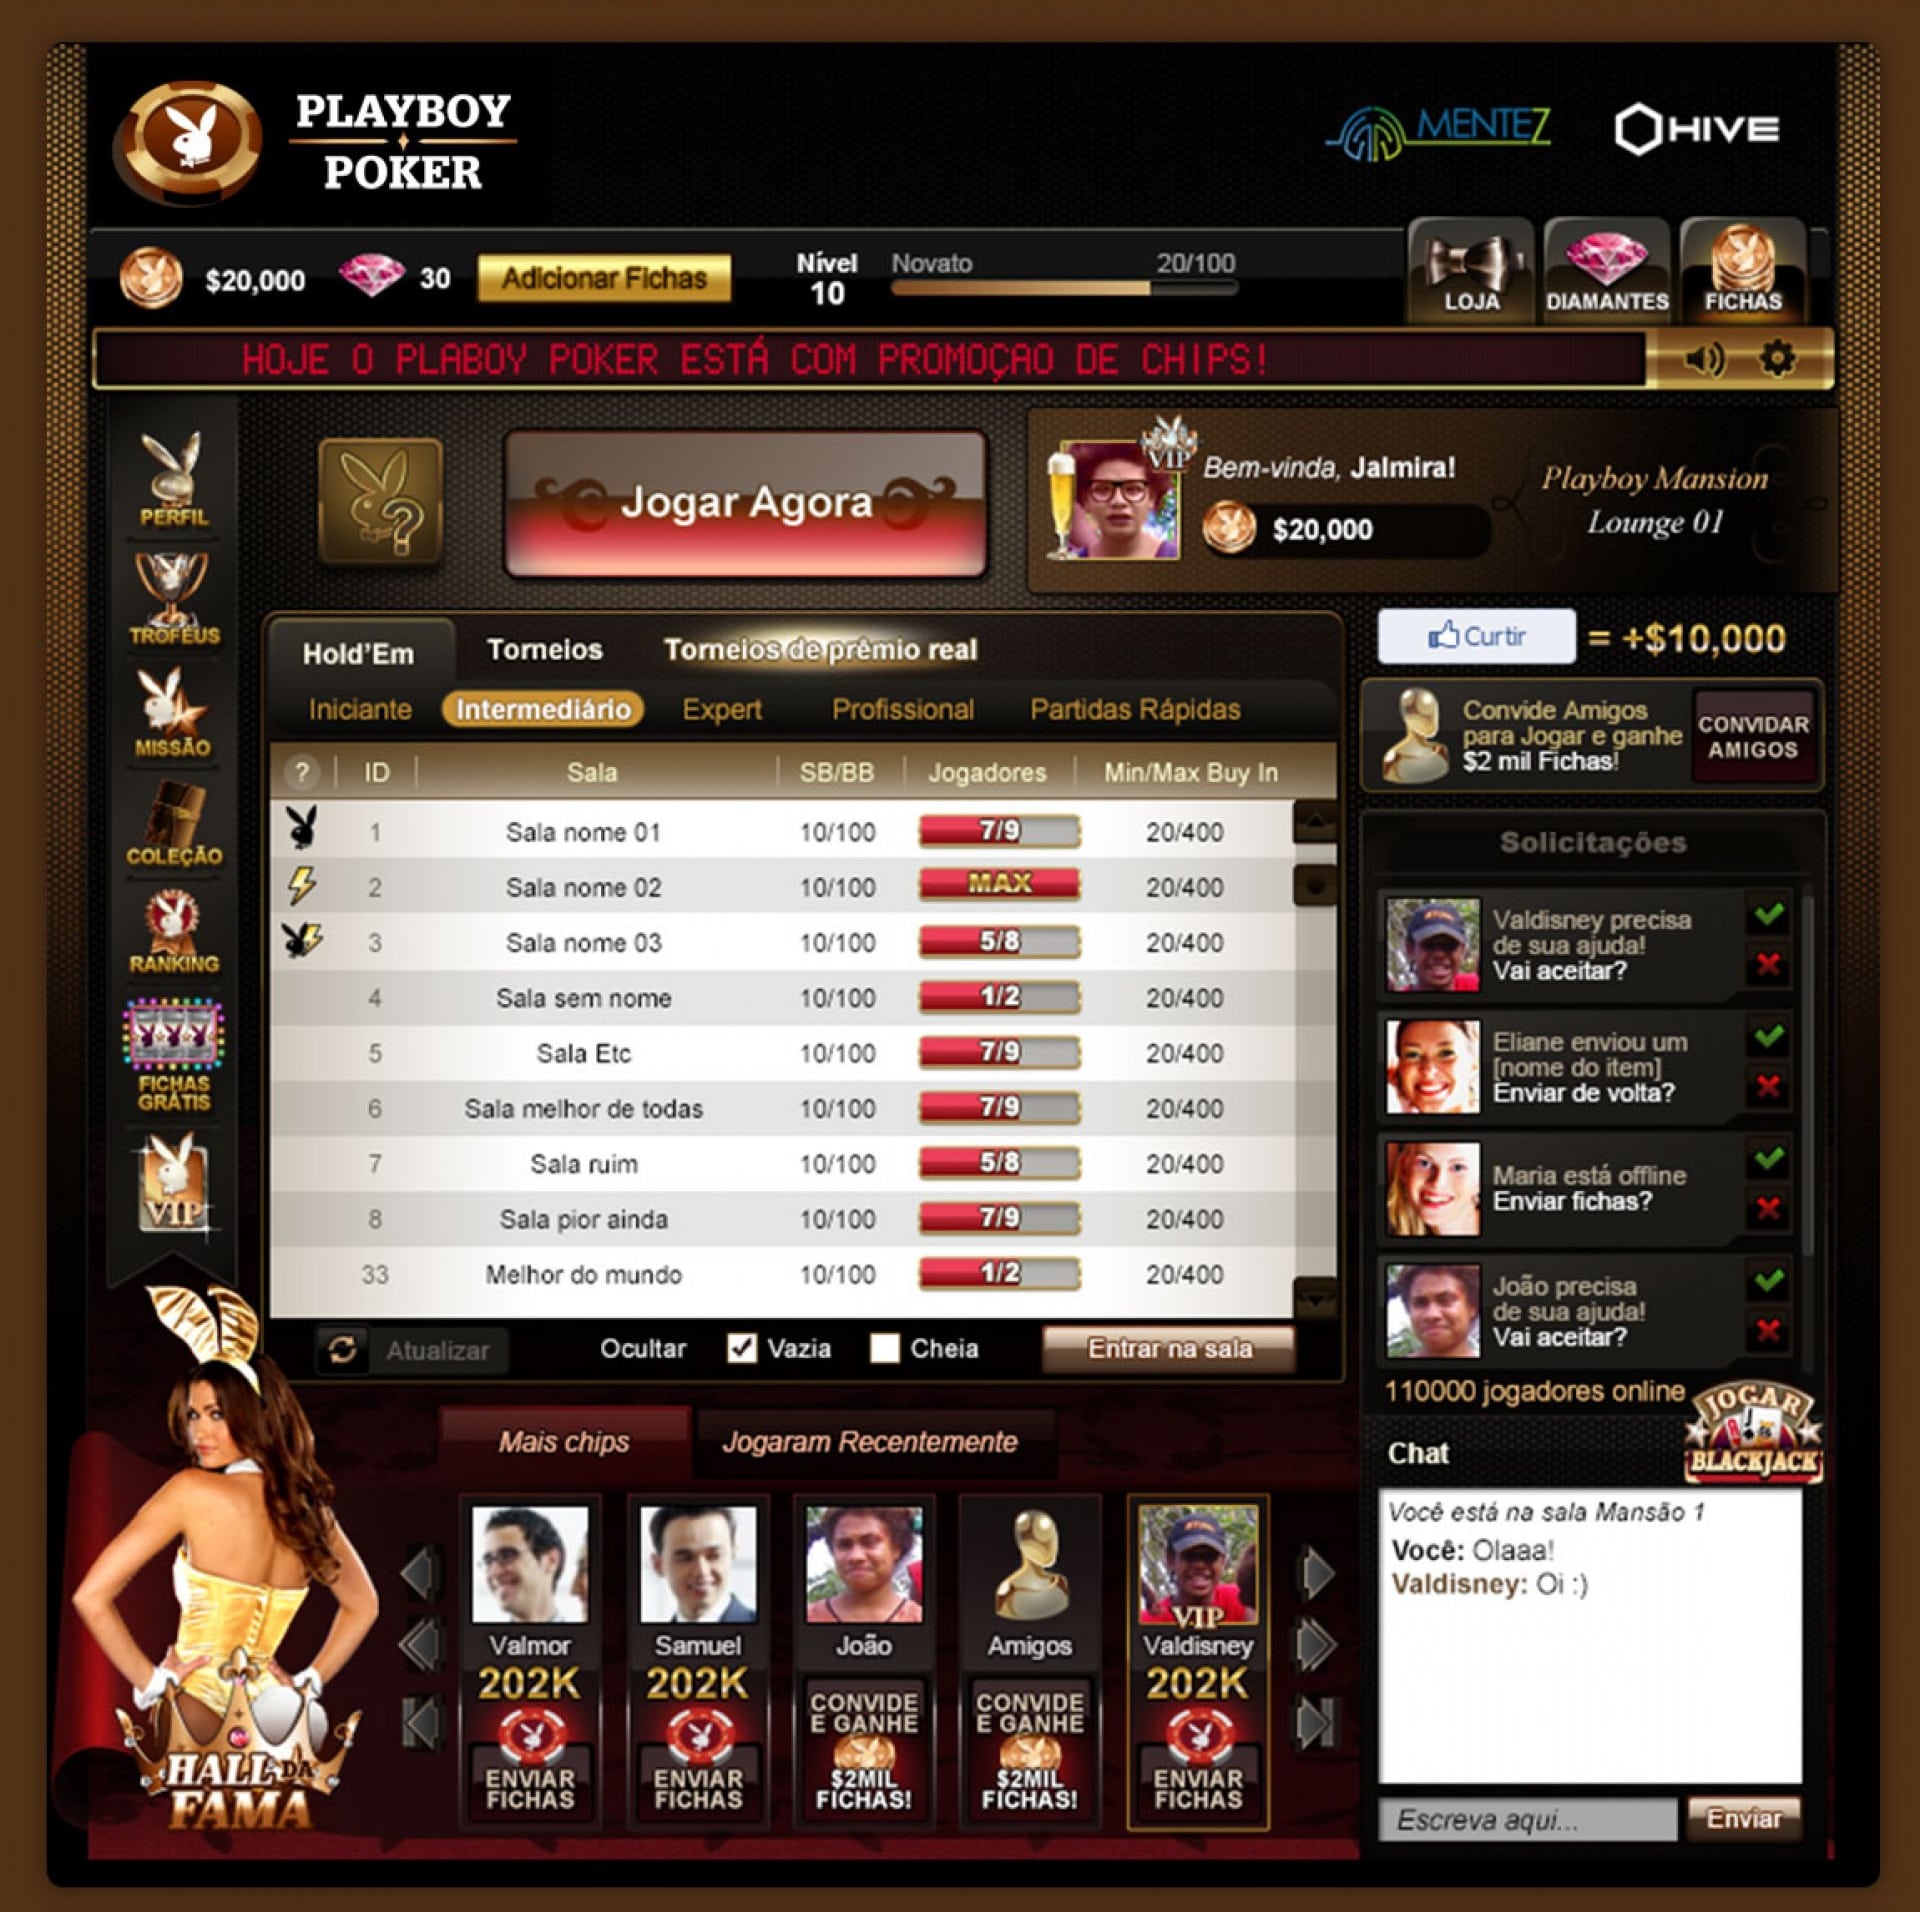 PLAYBOY
POKER
MENTEZ
HIVE
$20,000
30
Adicionar Fichas
Nível
10
Novato
20/100
LOJA
DIAMANTES
FICHAS
HOJE O PLABOY POKER ESTÁ COM PROMOÇAO DE CHIPS!
PERFIL
TROFÉUS
MISSÃO
COLEÇÃO
RANKING
FICHAS
GRÁTIS
VIP
?
Jogar Agora
VIP
Bem-vinda, Jalmira!
$20,000
Playboy Mansion
Lounge 01
Hold'Em
Torneios
Torneios de prêmio real
Iniciante
Intermediário
Expert
Profissional
Partidas Rápidas
? ID Sala SB/BB Jogadores Min/Max Buy In
1 Sala nome 01 10/100 7/9 20/400
2 Sala nome 02 10/100 MAX 20/400
3 Sala nome 03 10/100 5/8 20/400
4 Sala sem nome 10/100 1/2 20/400
5 Sala Etc 10/100 7/9 20/400
6 Sala melhor de todas 10/100 7/9 20/400
7 Sala ruim 10/100 5/8 20/400
8 Sala pior ainda 10/100 7/9 20/400
33 Melhor do mundo 10/100 1/2 20/400
Atualizar
Ocultar
Vazia
Cheia
Entrar na sala
Curtir
= +$10,000
Convide Amigos
para Jogar e ganhe
$2 mil Fichas!
CONVIDAR
AMIGOS
Solicitações
Valdisney precisa
de sua ajuda!
Vai aceitar?
Eliane enviou um
[nome do item]
Enviar de volta?
Maria está offline
Enviar fichas?
João precisa
de sua ajuda!
Vai aceitar?
110000 jogadores online
JOGAR
BLACKJACK
Chat
Você está na sala Mansão 1
Você: Olaaa!
Valdisney: Oi :)
Escreva aqui...
Enviar
HALL DA
FAMA
Mais chips
Jogaram Recentemente
Valmor
202K
ENVIAR
FICHAS
Samuel
202K
ENVIAR
FICHAS
João
CONVIDE
E GANHE
$2MIL
FICHAS!
Amigos
CONVIDE
E GANHE
$2MIL
FICHAS!
VIP
Valdisney
202K
ENVIAR
FICHAS